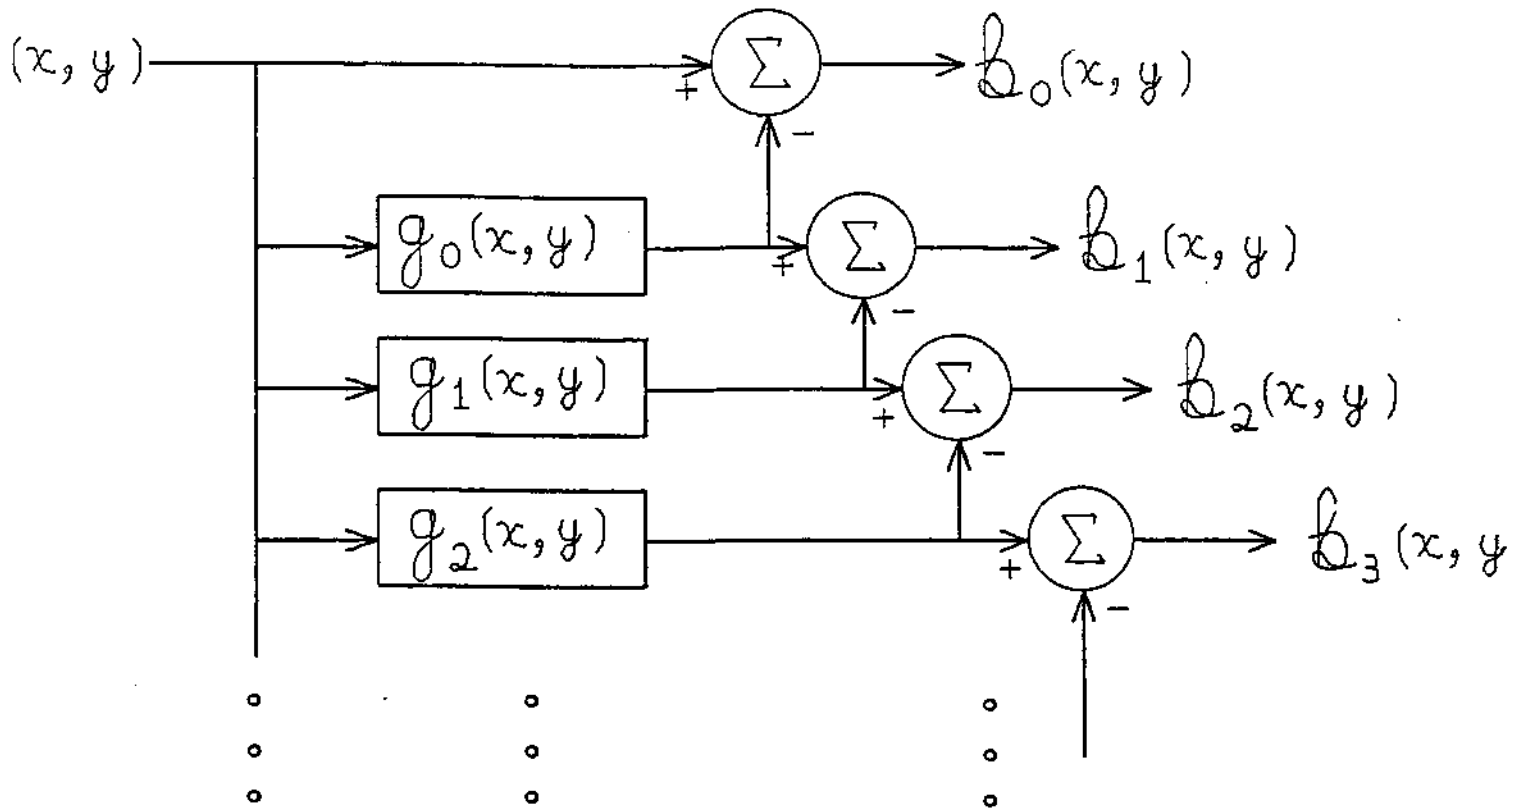 (x, y)
+
Σ
b₀(x, y)
−
g₀(x, y)
+
Σ
b₁(x, y)
−
g₁(x, y)
+
Σ
b₂(x, y)
−
g₂(x, y)
+
Σ
b₃(x, y
−